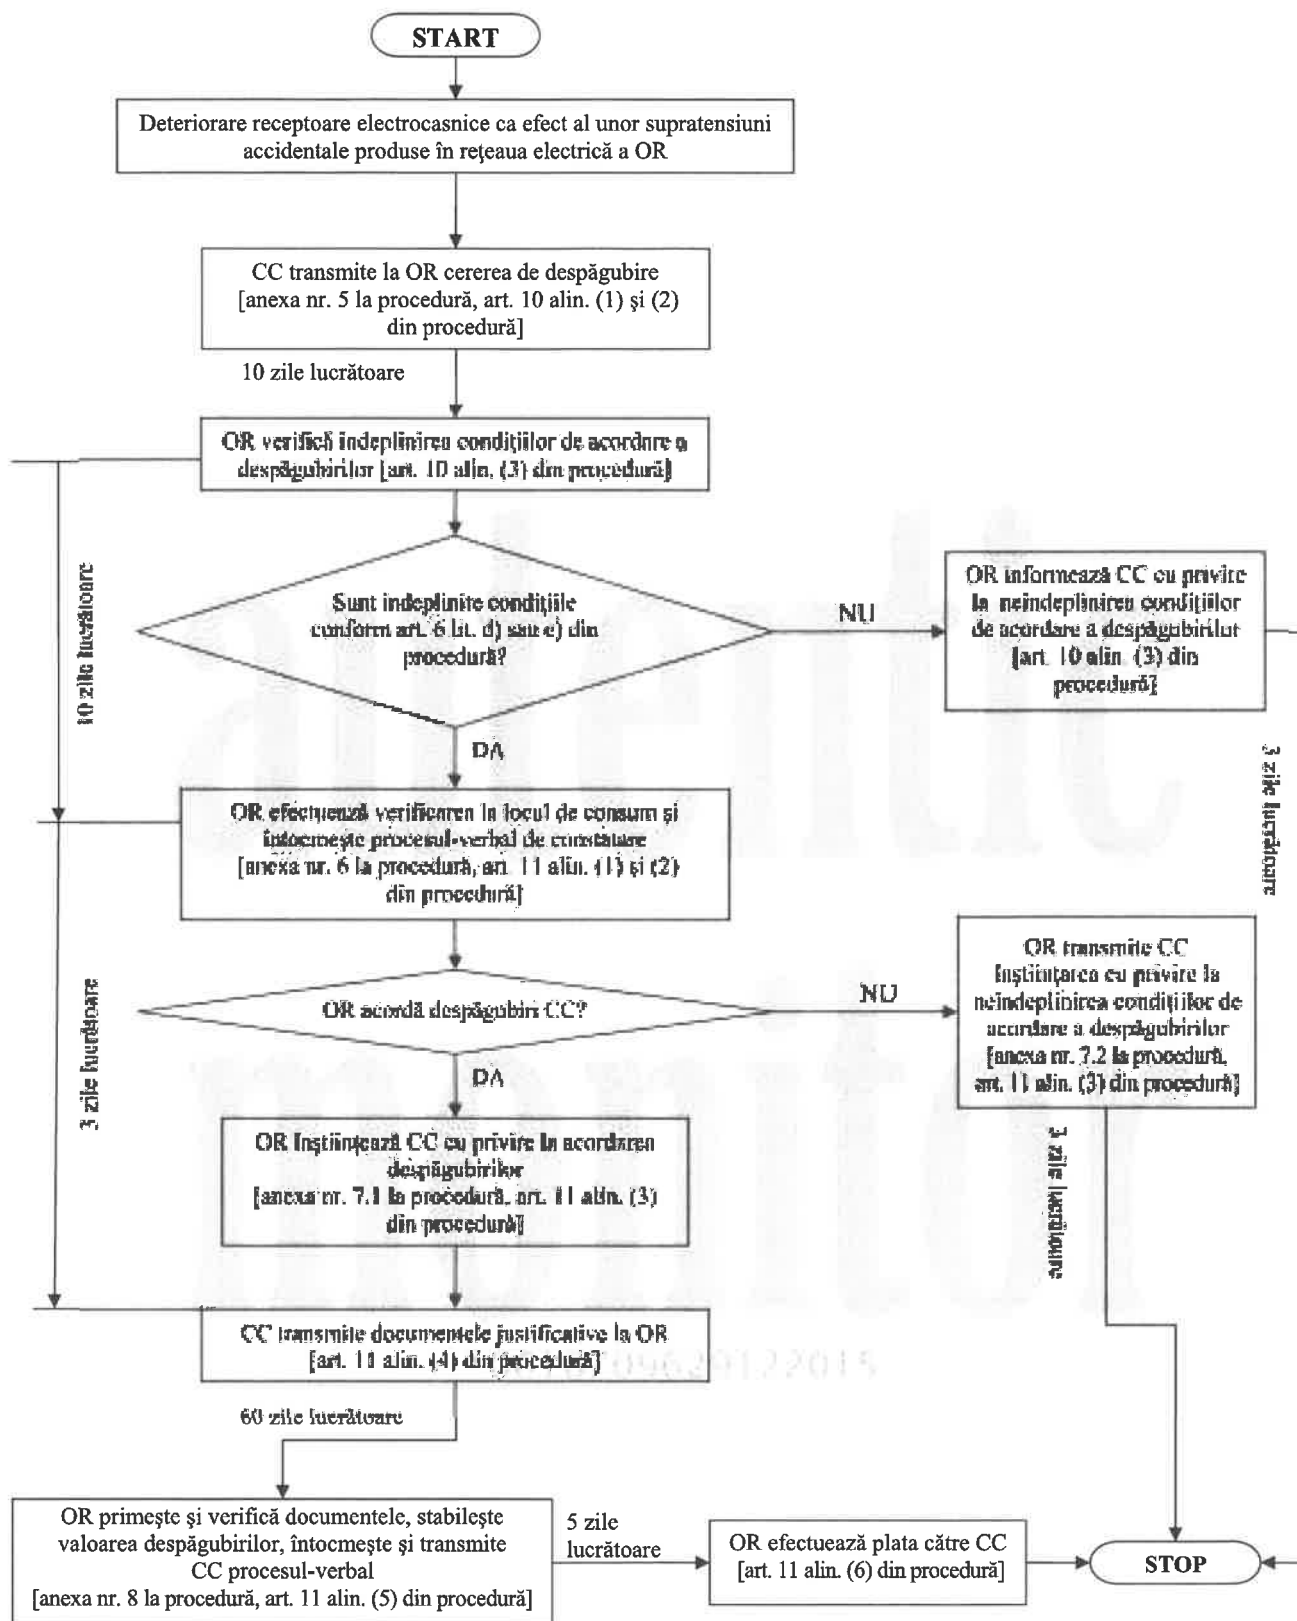 START
Deteriorare receptoare electrocasnice ca efect al unor supratensiuni
accidentale produse în rețeaua electrică a OR
CC transmite la OR cererea de despăgubire
[anexa nr. 5 la procedură, art. 10 alin. (1) și (2)
din procedură]
10 zile lucrătoare
OR verifică îndeplinirea condițiilor de acordare a
despăgubirilor [art. 10 alin. (3) din procedură]
10 zile lucrătoare
Sunt îndeplinite condițiile
conform art. 6 lit. d) sau e) din
procedură?
NU
OR informează CC cu privire
la neîndeplinirea condițiilor
de acordare a despăgubirilor
[art. 10 alin. (3) din
procedură]
3 zile lucrătoare
DA
OR efectuează verificarea la locul de consum și
întocmește procesul-verbal de constatare
[anexa nr. 6 la procedură, art. 11 alin. (1) și (2)
din procedură]
3 zile lucrătoare
OR acordă despăgubiri CC?
NU
OR transmite CC
Înștiințarea cu privire la
neîndeplinirea condițiilor de
acordare a despăgubirilor
[anexa nr. 7.2 la procedură,
art. 11 alin. (3) din procedură]
3 zile lucrătoare
DA
OR înștiințează CC cu privire la acordarea
despăgubirilor
[anexa nr. 7.1 la procedură, art. 11 alin. (3)
din procedură]
CC transmite documentele justificative la OR
[art. 11 alin. (4) din procedură]
60 zile lucrătoare
OR primește și verifică documentele, stabilește
valoarea despăgubirilor, întocmește și transmite
CC procesul-verbal
[anexa nr. 8 la procedură, art. 11 alin. (5) din procedură]
5 zile
lucrătoare
OR efectuează plata către CC
[art. 11 alin. (6) din procedură]
STOP